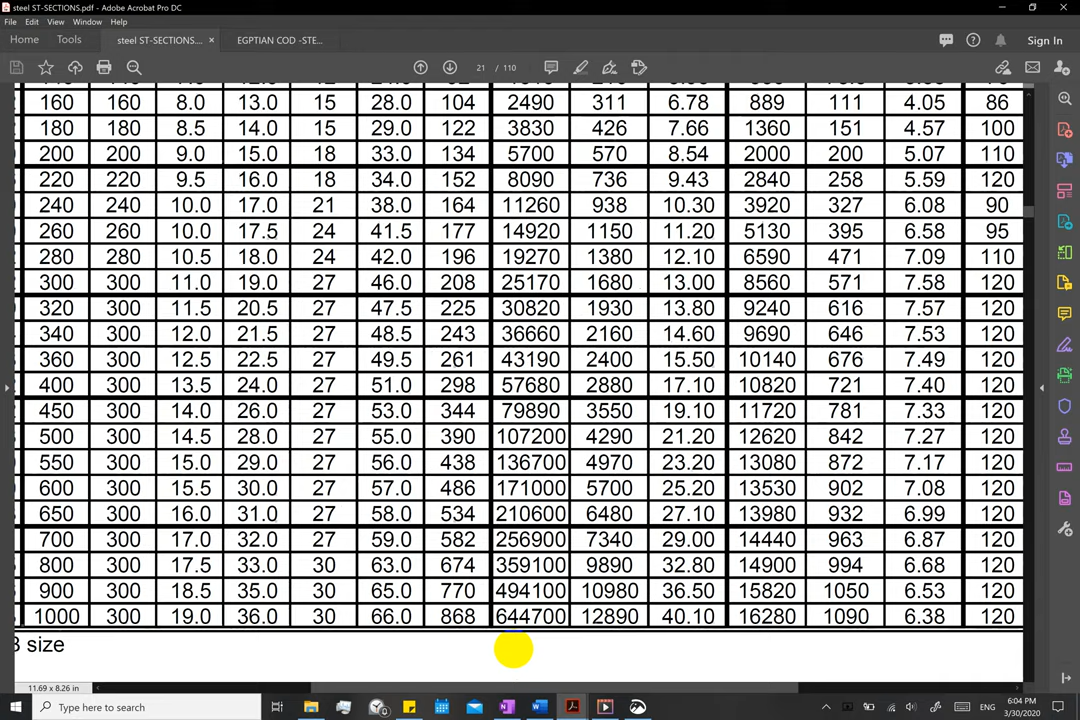 steel ST-SECTIONS.pdf - Adobe Acrobat Pro DC
File Edit View Window Help
Home Tools steel ST-SECTIONS.... × EGPTIAN COD -STE... Sign In
21 / 110
160 160 8.0 13.0 15 28.0 104 2490 311 6.78 889 111 4.05 86
180 180 8.5 14.0 15 29.0 122 3830 426 7.66 1360 151 4.57 100
200 200 9.0 15.0 18 33.0 134 5700 570 8.54 2000 200 5.07 110
220 220 9.5 16.0 18 34.0 152 8090 736 9.43 2840 258 5.59 120
240 240 10.0 17.0 21 38.0 164 11260 938 10.30 3920 327 6.08 90
260 260 10.0 17.5 24 41.5 177 14920 1150 11.20 5130 395 6.58 95
280 280 10.5 18.0 24 42.0 196 19270 1380 12.10 6590 471 7.09 110
300 300 11.0 19.0 27 46.0 208 25170 1680 13.00 8560 571 7.58 120
320 300 11.5 20.5 27 47.5 225 30820 1930 13.80 9240 616 7.57 120
340 300 12.0 21.5 27 48.5 243 36660 2160 14.60 9690 646 7.53 120
360 300 12.5 22.5 27 49.5 261 43190 2400 15.50 10140 676 7.49 120
400 300 13.5 24.0 27 51.0 298 57680 2880 17.10 10820 721 7.40 120
450 300 14.0 26.0 27 53.0 344 79890 3550 19.10 11720 781 7.33 120
500 300 14.5 28.0 27 55.0 390 107200 4290 21.20 12620 842 7.27 120
550 300 15.0 29.0 27 56.0 438 136700 4970 23.20 13080 872 7.17 120
600 300 15.5 30.0 27 57.0 486 171000 5700 25.20 13530 902 7.08 120
650 300 16.0 31.0 27 58.0 534 210600 6480 27.10 13980 932 6.99 120
700 300 17.0 32.0 27 59.0 582 256900 7340 29.00 14440 963 6.87 120
800 300 17.5 33.0 30 63.0 674 359100 9890 32.80 14900 994 6.68 120
900 300 18.5 35.0 30 65.0 770 494100 10980 36.50 15820 1050 6.53 120
1000 300 19.0 36.0 30 66.0 868 644700 12890 40.10 16280 1090 6.38 120
size
11.69 x 8.26 in
Type here to search
ENG
6:04 PM
3/30/2020